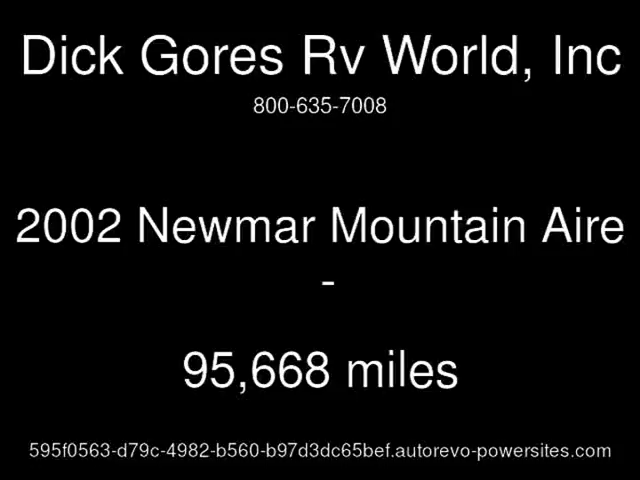 Dick Gores Rv World, Inc
800-635-7008
2002 Newmar Mountain Aire
-
95,668 miles
595f0563-d79c-4982-b560-b97d3dc65bef.autorevo-powersites.com